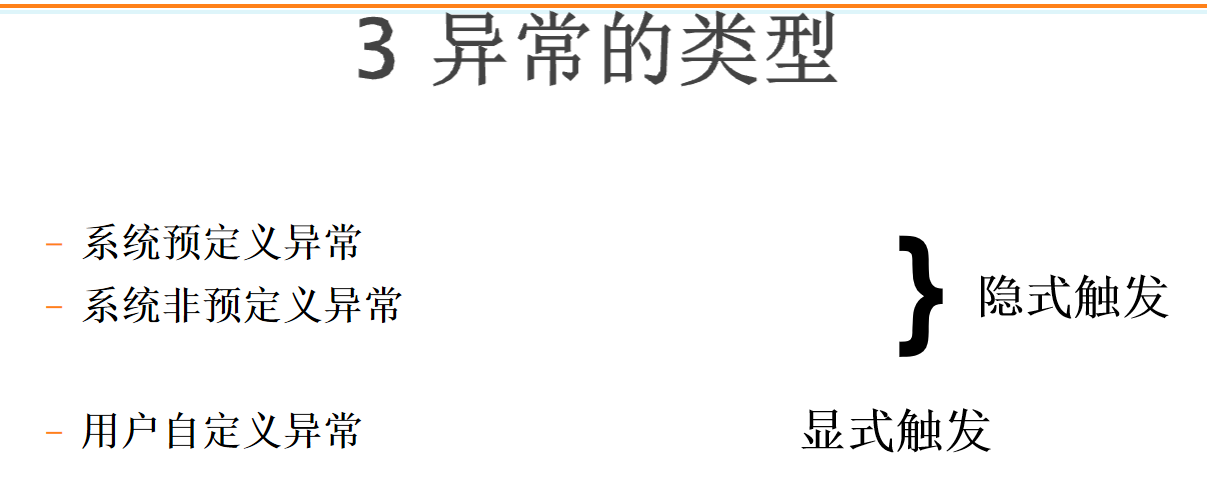 3 异常的类型
– 系统预定义异常
– 系统非预定义异常
} 隐式触发
– 用户自定义异常
显式触发